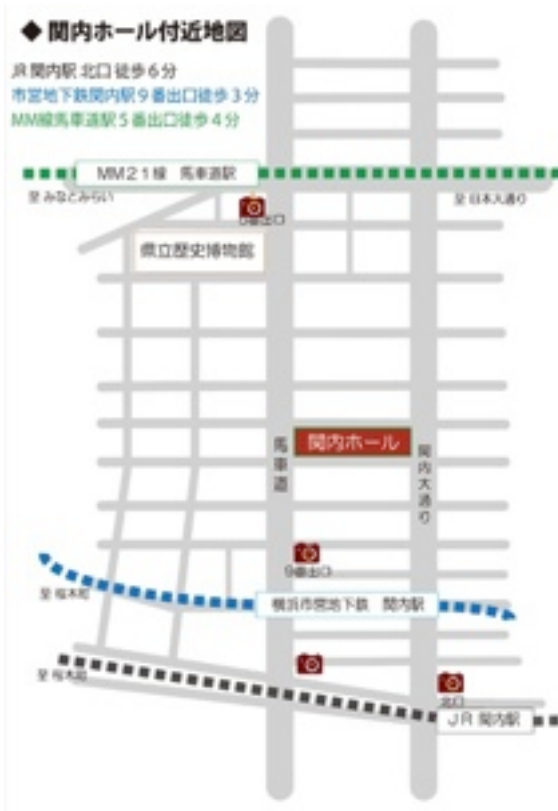 ◆ 関内ホール付近地図
JR 関内駅 北口 徒歩6分
市営地下鉄関内駅9番出口徒歩3分
MM線馬車道駅5番出口徒歩4分
MM21線 馬車道駅
至 みなとみらい
至 日本大通り
5番出口
県立歴史博物館
関内ホール
馬車道
関内大通り
9番出口
至 桜木町
横浜市営地下鉄 関内駅
至 桜木町
北口
JR 関内駅